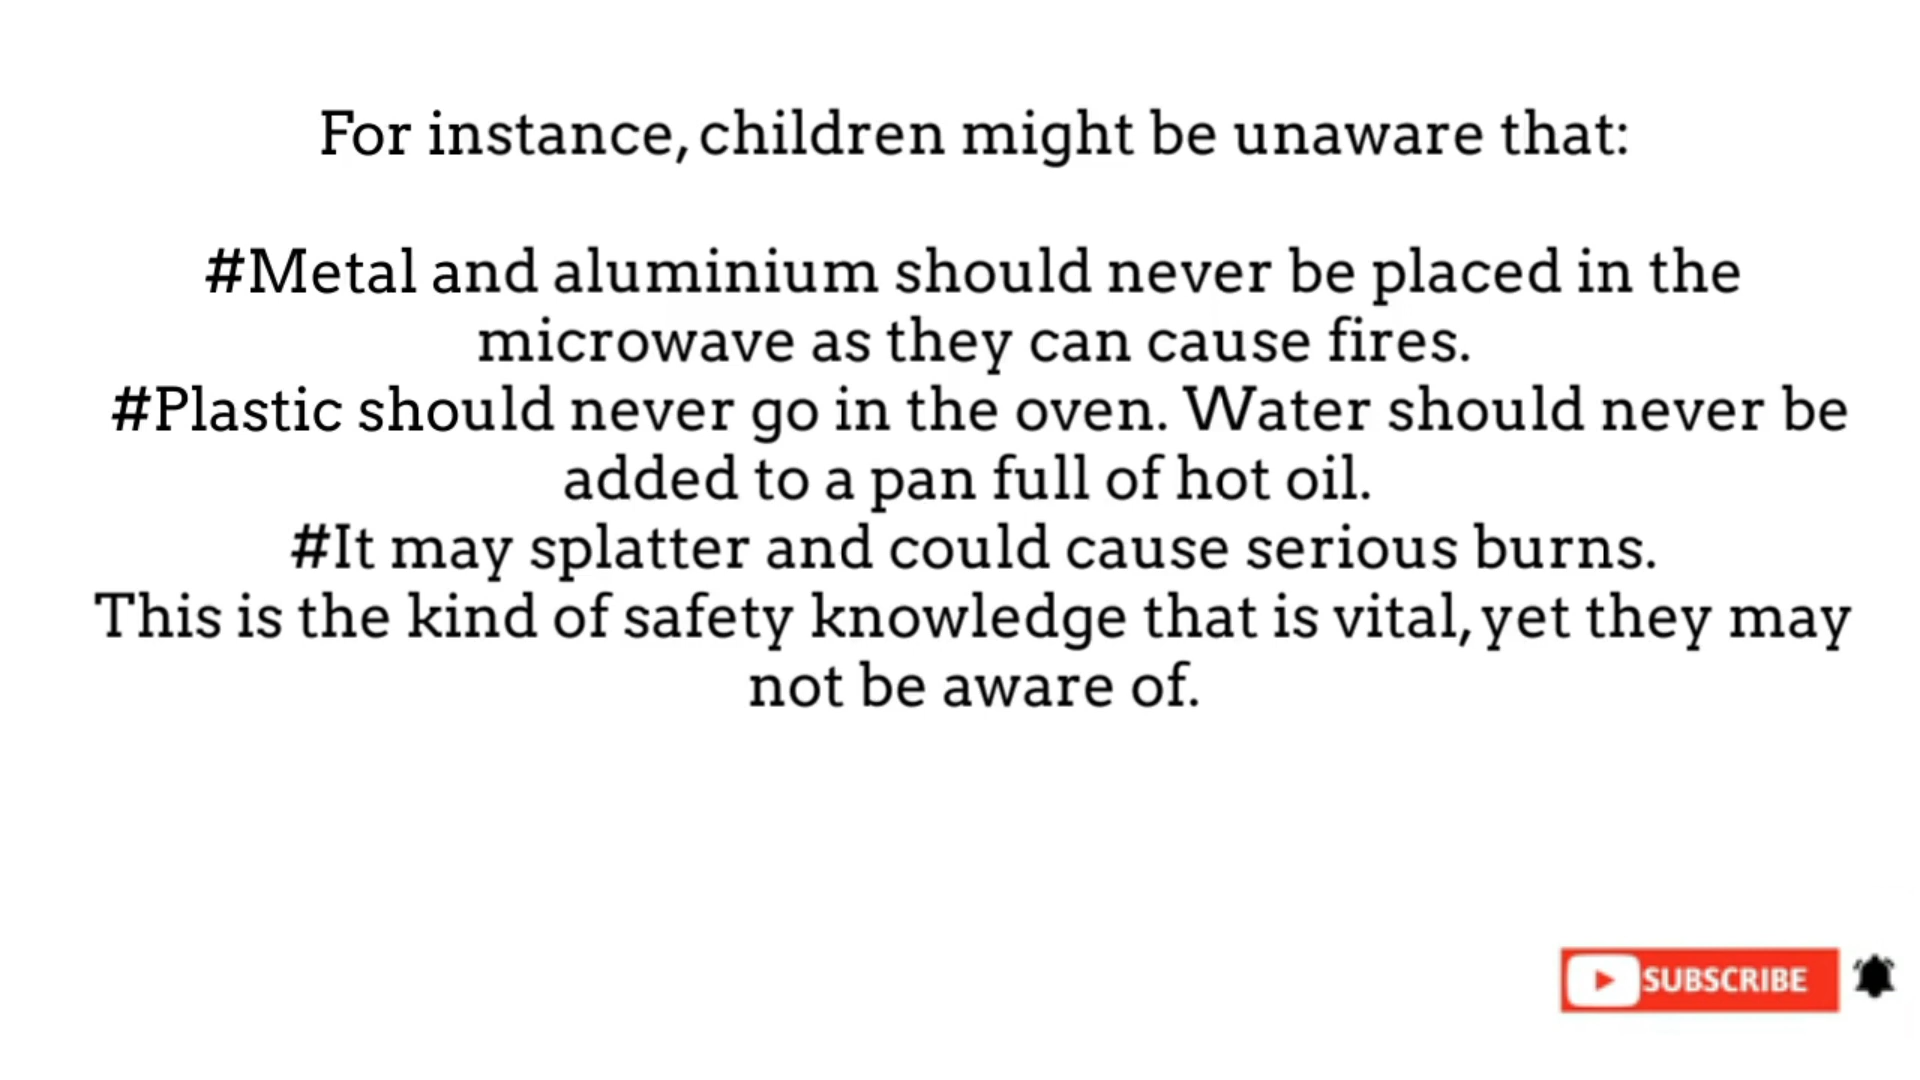 For instance, children might be unaware that:
#Metal and aluminium should never be placed in the
microwave as they can cause fires.
#Plastic should never go in the oven. Water should never be
added to a pan full of hot oil.
#It may splatter and could cause serious burns.
This is the kind of safety knowledge that is vital, yet they may
not be aware of.
SUBSCRIBE